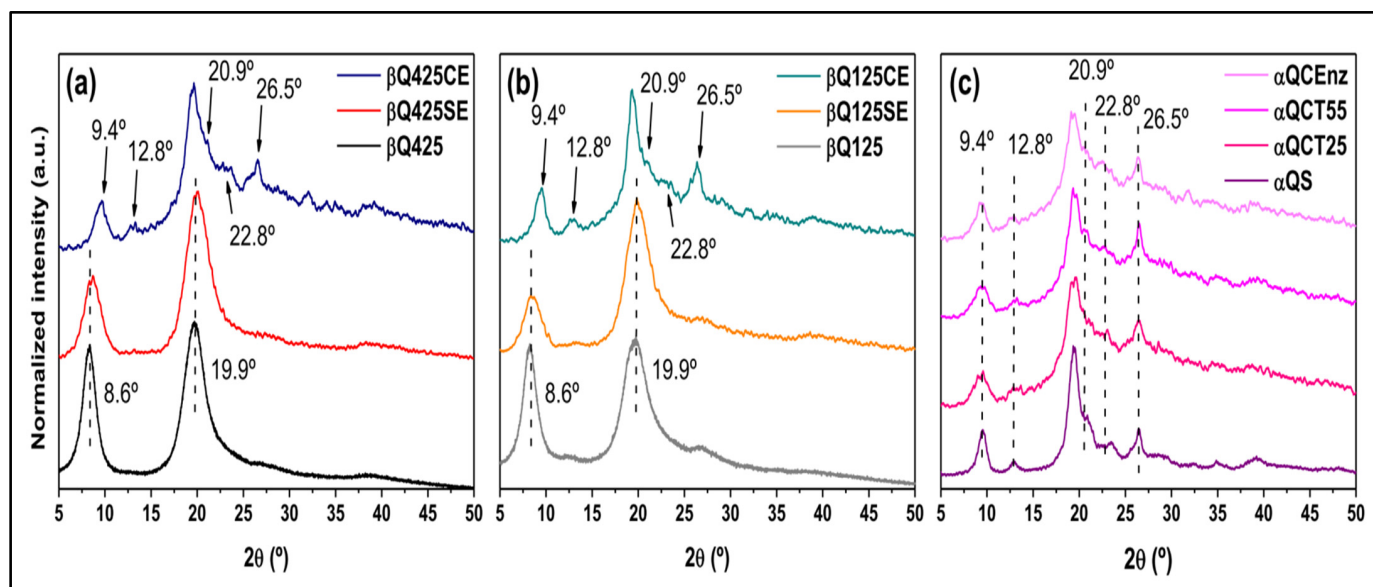 Normalized intensity (a.u.)
(a)
βQ425CE
βQ425SE
βQ425
9.4º
12.8º
20.9º
26.5º
22.8º
8.6º
19.9º
5 10 15 20 25 30 35 40 45 50
2θ (º)
(b)
βQ125CE
βQ125SE
βQ125
9.4º
12.8º
20.9º
26.5º
22.8º
8.6º
19.9º
5 10 15 20 25 30 35 40 45 50
2θ (º)
(c)
αQCEnz
αQCT55
αQCT25
αQS
9.4º
12.8º
20.9º
22.8º
26.5º
5 10 15 20 25 30 35 40 45 50
2θ (º)